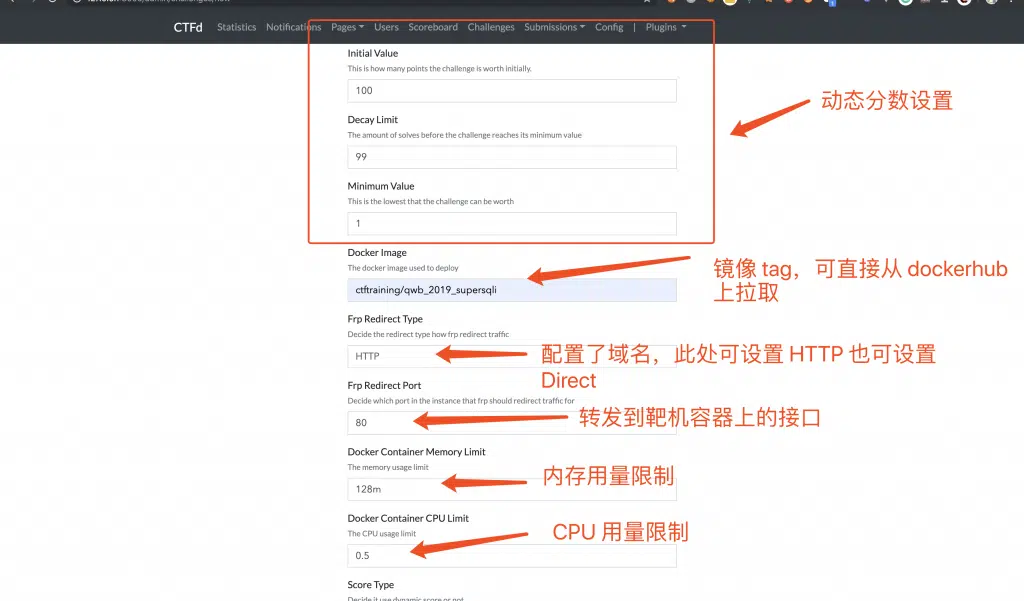 CTFd Statistics Notifications Pages Users Scoreboard Challenges Submissions Config | Plugins
Initial Value
This is how many points the challenge is worth initially.
100
动态分数设置
Decay Limit
The amount of solves before the challenge reaches its minimum value
99
Minimum Value
This is the lowest that the challenge can be worth
1
Docker Image
The docker image used to deploy
镜像 tag，可直接从 dockerhub
上拉取
ctftraining/qwb_2019_supersqli
Frp Redirect Type
Decide the redirect type how frp redirect traffic
HTTP
配置了域名，此处可设置 HTTP 也可设置
Direct
Frp Redirect Port
Decide which port in the instance that frp should redirect traffic for
80
转发到靶机容器上的接口
Docker Container Memory Limit
The memory usage limit
128m
内存用量限制
Docker Container CPU Limit
The CPU usage limit
0.5
CPU 用量限制
Score Type
Decide it use dynamic score or not